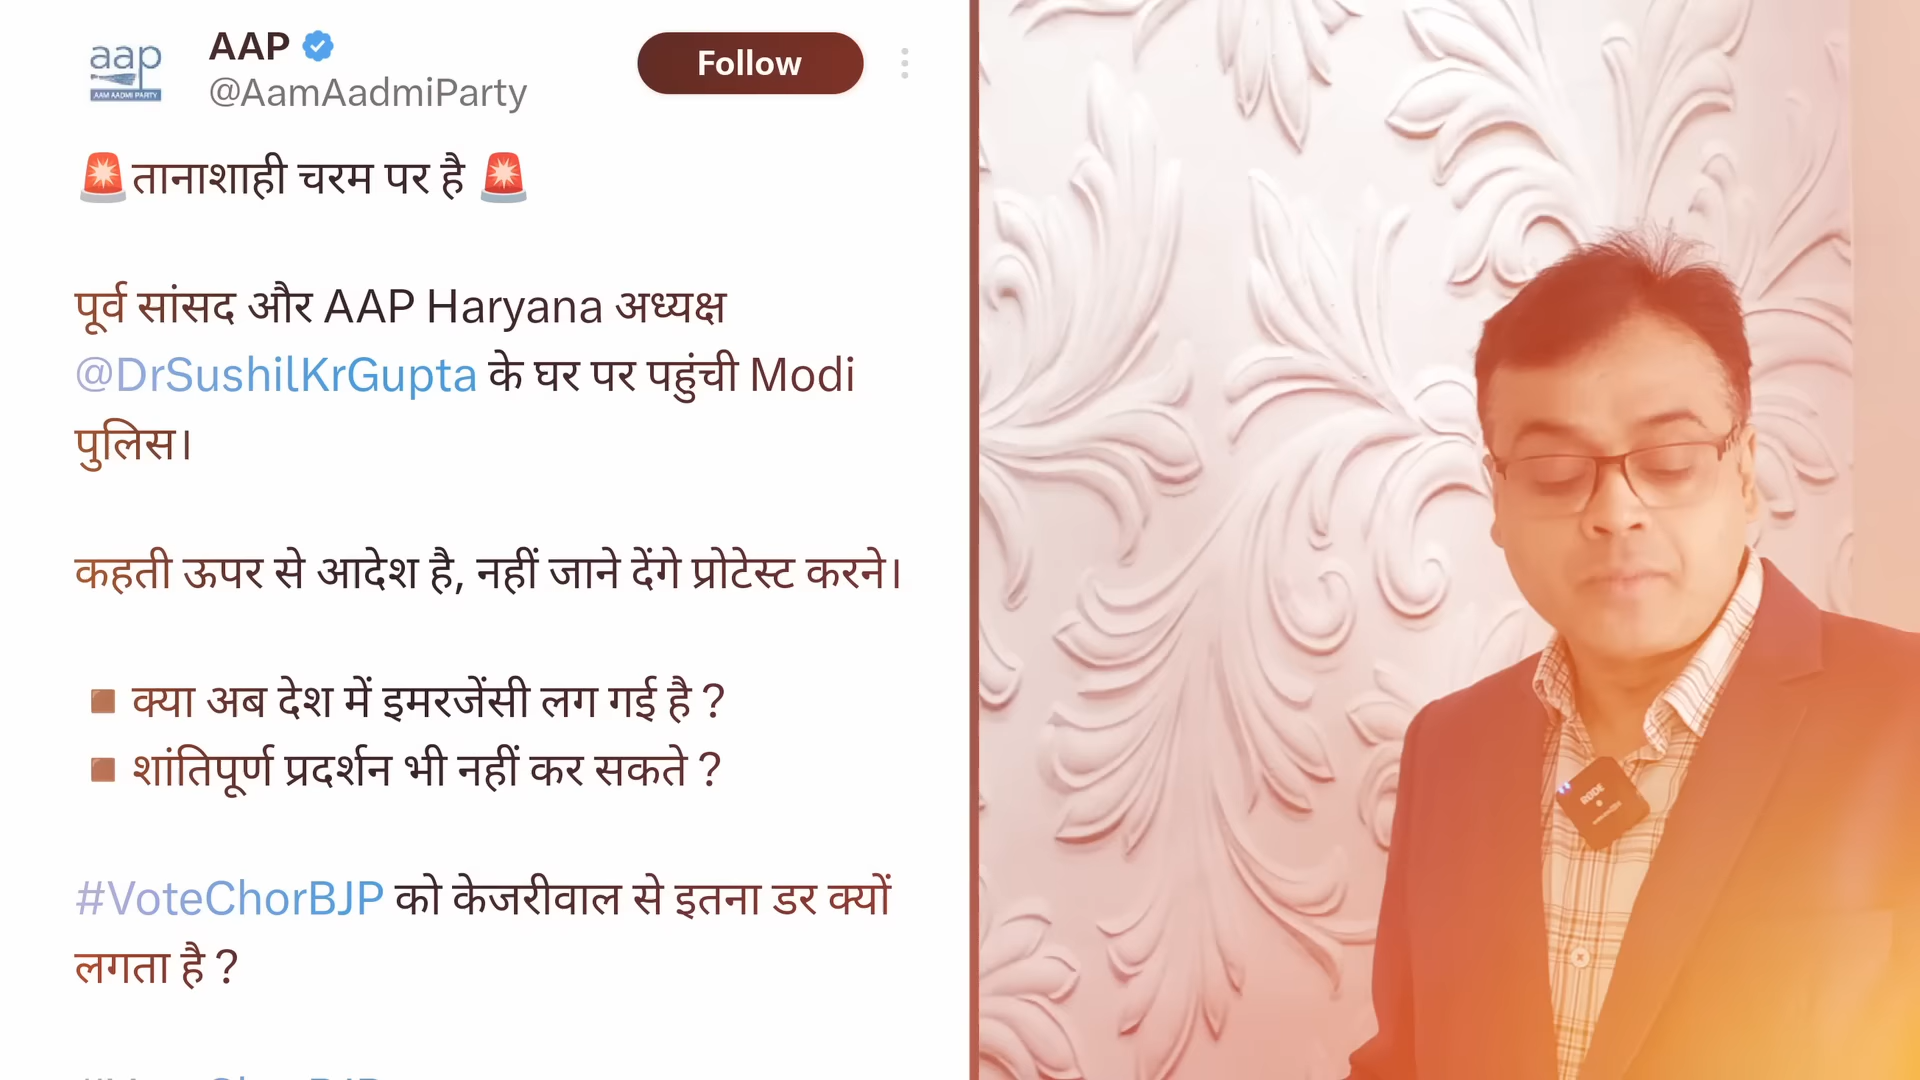 aap
AAM AADMI PARTY
AAP
@AamAadmiParty
Follow
🚨तानाशाही चरम पर है 🚨
पूर्व सांसद और AAP Haryana अध्यक्ष
@DrSushilKrGupta के घर पर पहुंची Modi
पुलिस।
कहती ऊपर से आदेश है, नहीं जाने देंगे प्रोटेस्ट करने।
◾ क्या अब देश में इमरजेंसी लग गई है ?
◾ शांतिपूर्ण प्रदर्शन भी नहीं कर सकते ?
#VoteChorBJP को केजरीवाल से इतना डर क्यों
लगता है ?
RØDE